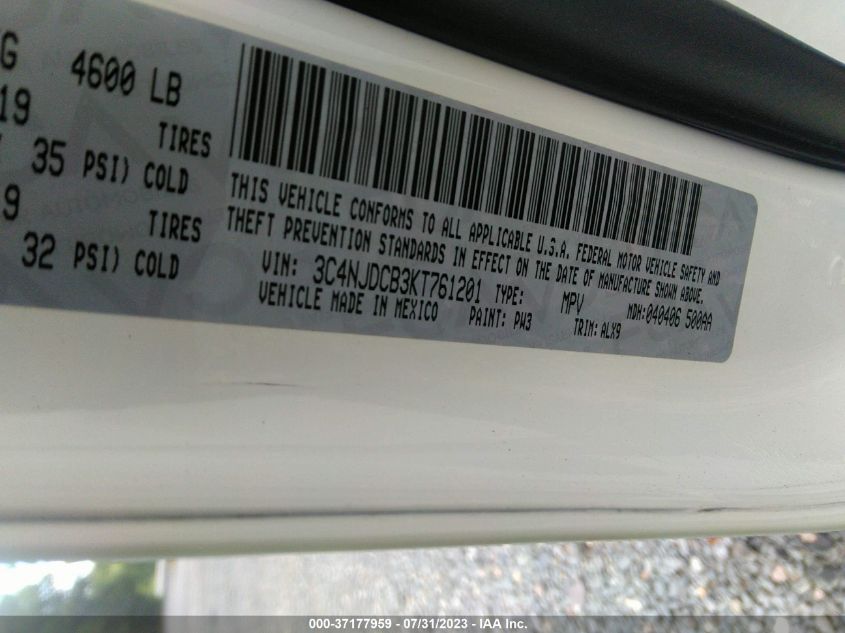 G 4600 LB
19 TIRES
35 PSI) COLD
9 TIRES
32 PSI) COLD
THIS VEHICLE CONFORMS TO ALL APPLICABLE U.S.A. FEDERAL MOTOR VEHICLE SAFETY AND
THEFT PREVENTION STANDARDS IN EFFECT ON THE DATE OF MANUFACTURE SHOWN ABOVE.
VIN: 3C4NJDCB3KT761201 TYPE: MPV MDH:040406 500AA
VEHICLE MADE IN MEXICO PAINT: PW3 TRIM: ALX9
000-37177959 - 07/31/2023 - IAA Inc.